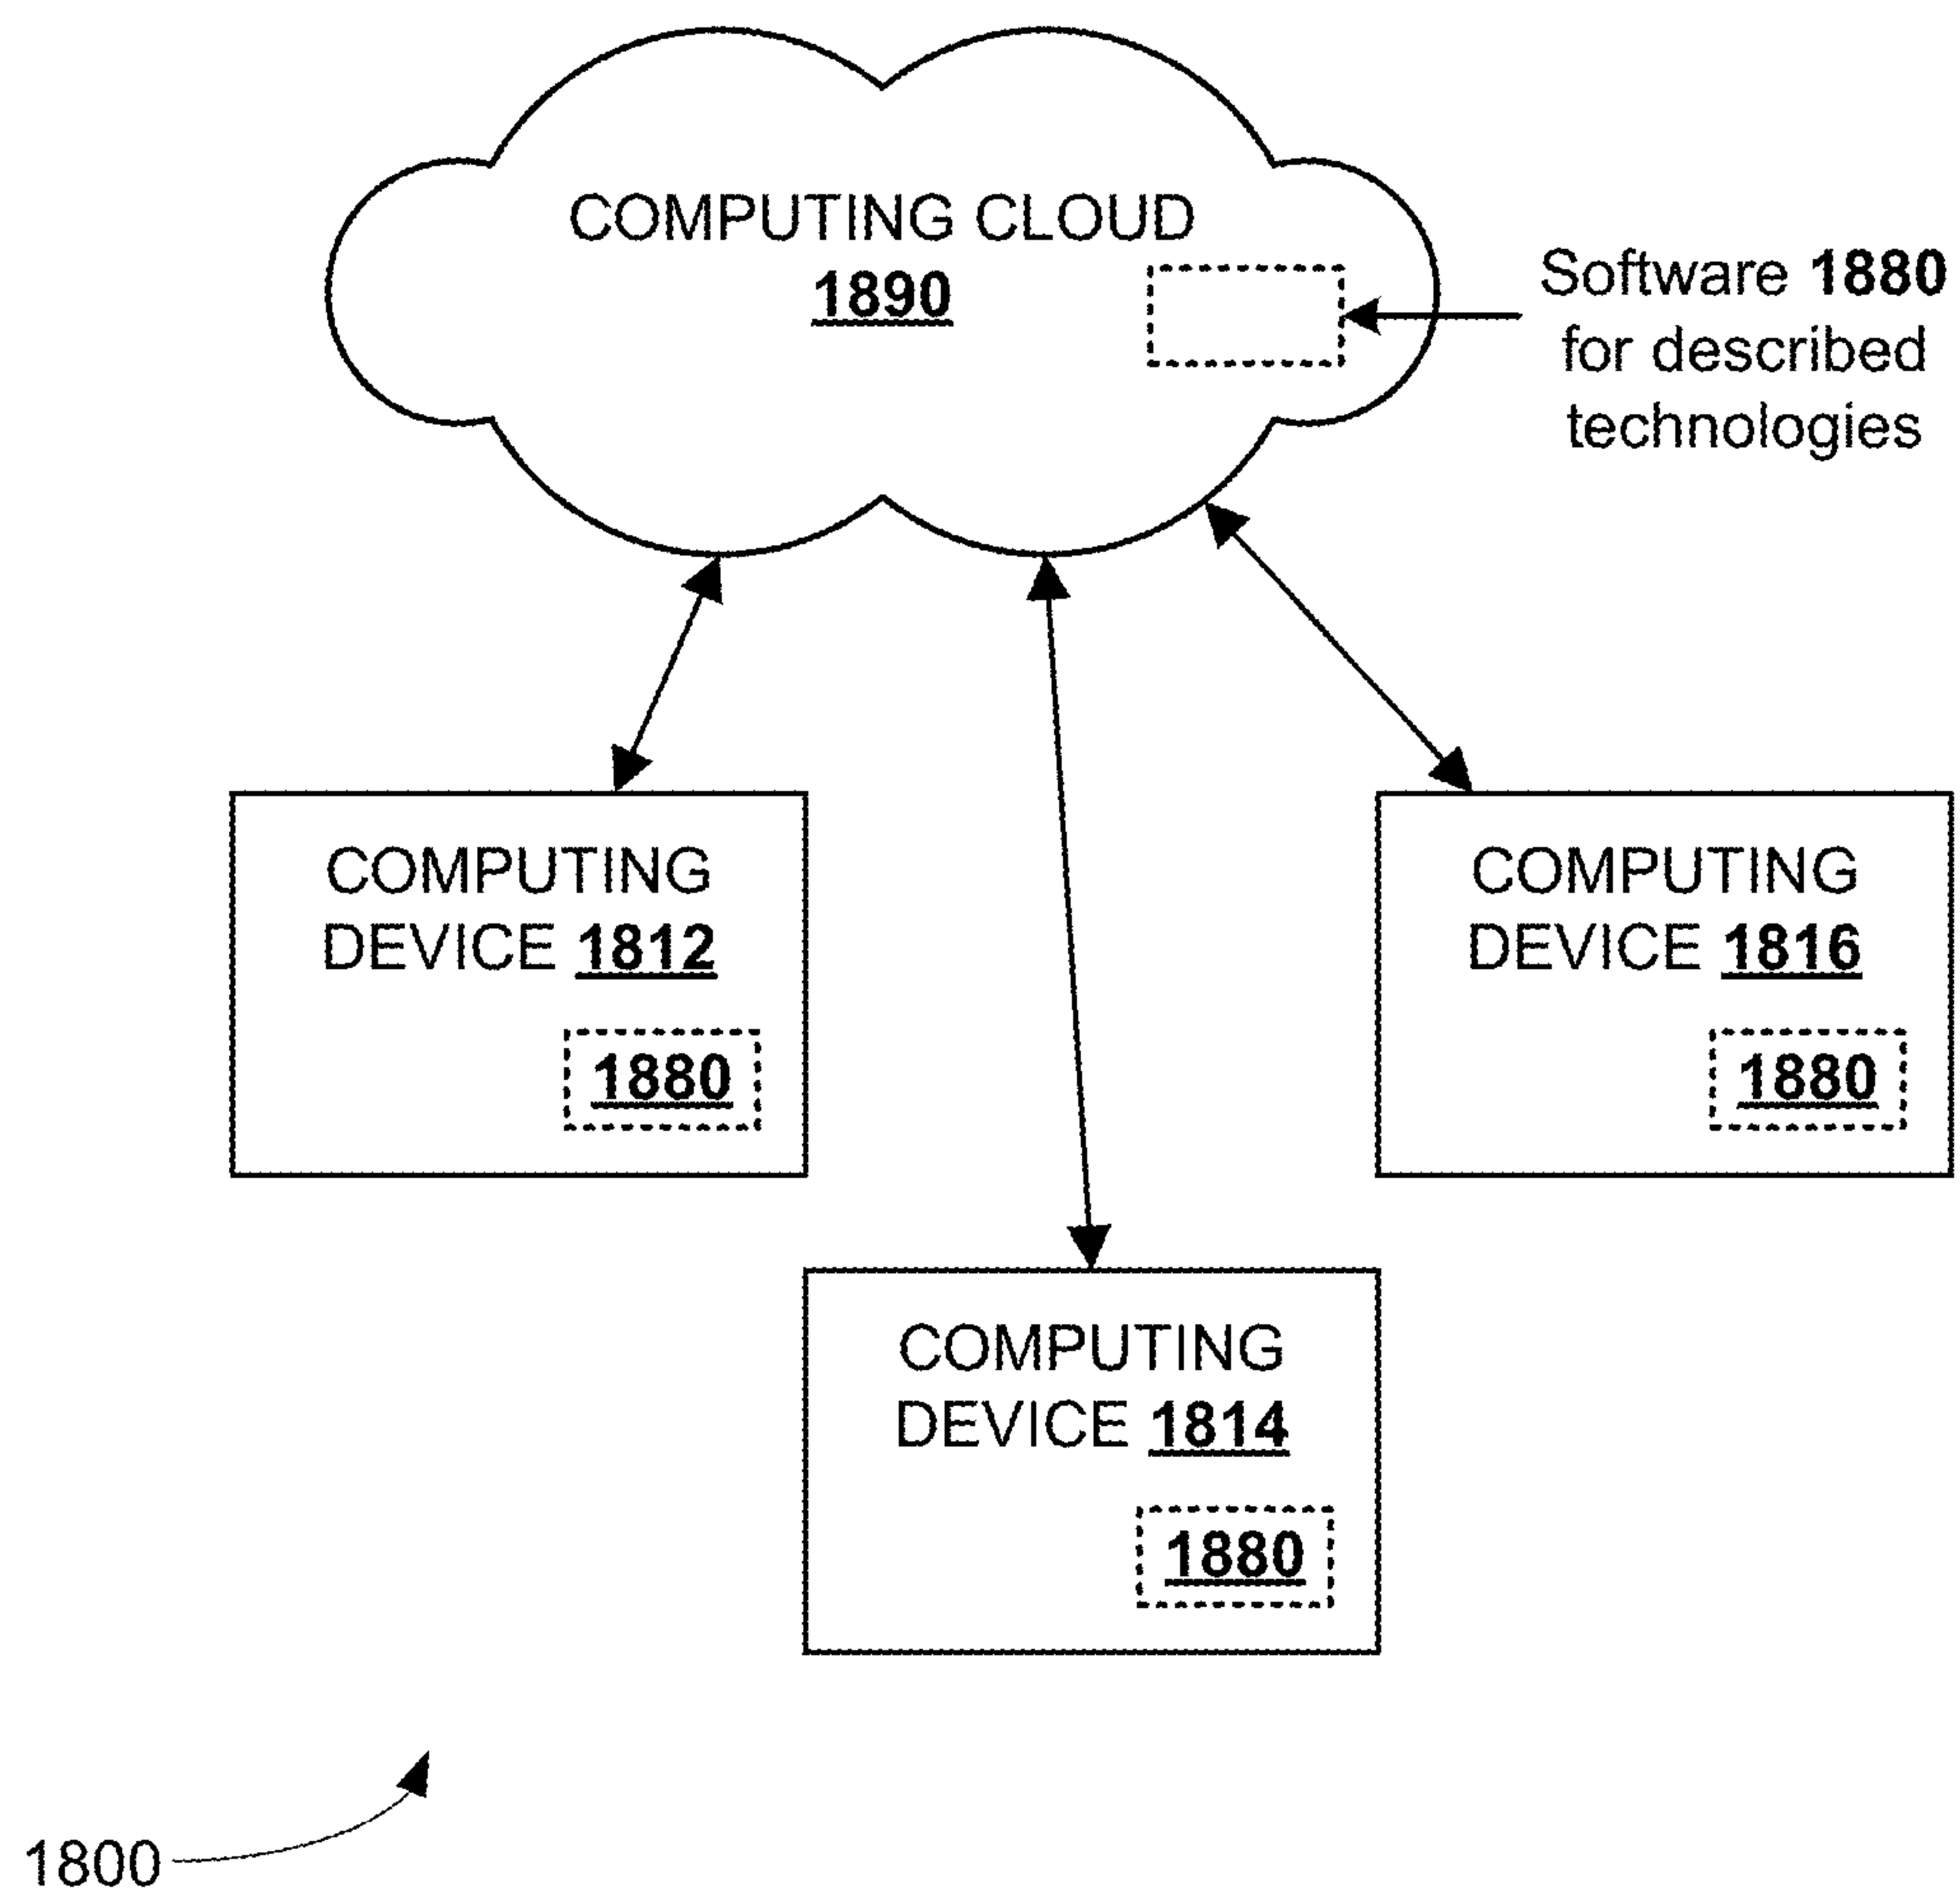 COMPUTING CLOUD
1890
Software 1880
for described
technologies
COMPUTING
DEVICE 1812
1880
COMPUTING
DEVICE 1816
1880
COMPUTING
DEVICE 1814
1880
1800